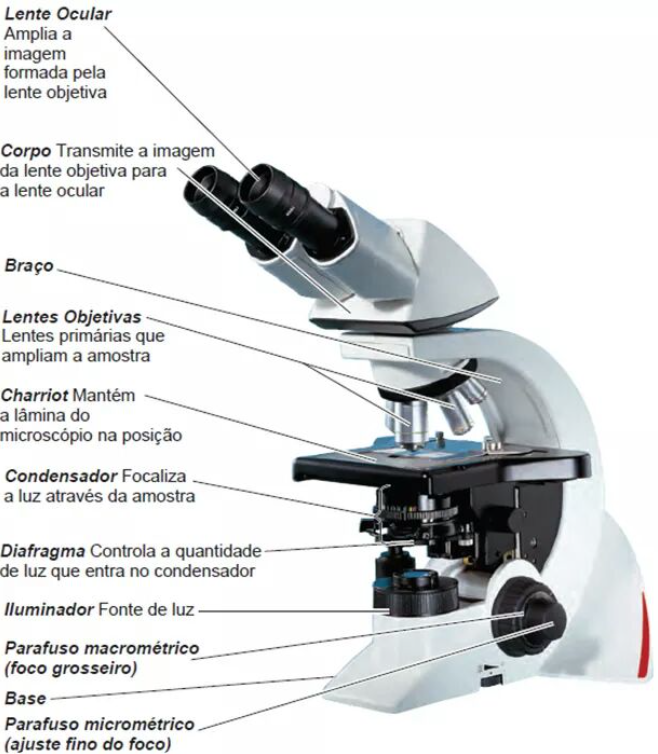 Lente Ocular
Amplia a
imagem
formada pela
lente objetiva
Corpo Transmite a imagem
da lente objetiva para
a lente ocular
Braço
Lentes Objetivas
Lentes primárias que
ampliam a amostra
Charriot Mantém
a lâmina do
microscópio na posição
Condensador Focaliza
a luz através da amostra
Diafragma Controla a quantidade
de luz que entra no condensador
Iluminador Fonte de luz
Parafuso macrométrico
(foco grosseiro)
Base
Parafuso micrométrico
(ajuste fino do foco)